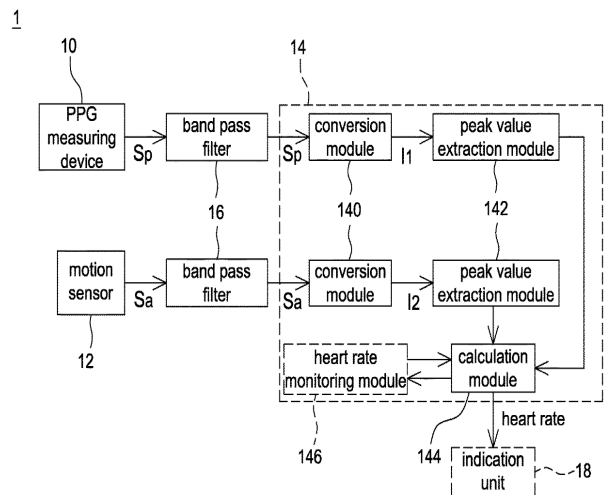 1
10
14
PPG
measuring
device
Sp
band pass
filter
Sp
conversion
module
I1
peak value
extraction module
16
140
142
motion
sensor
Sa
band pass
filter
Sa
conversion
module
I2
peak value
extraction module
12
heart rate
monitoring module
calculation
module
146
144
heart rate
indication
unit
18